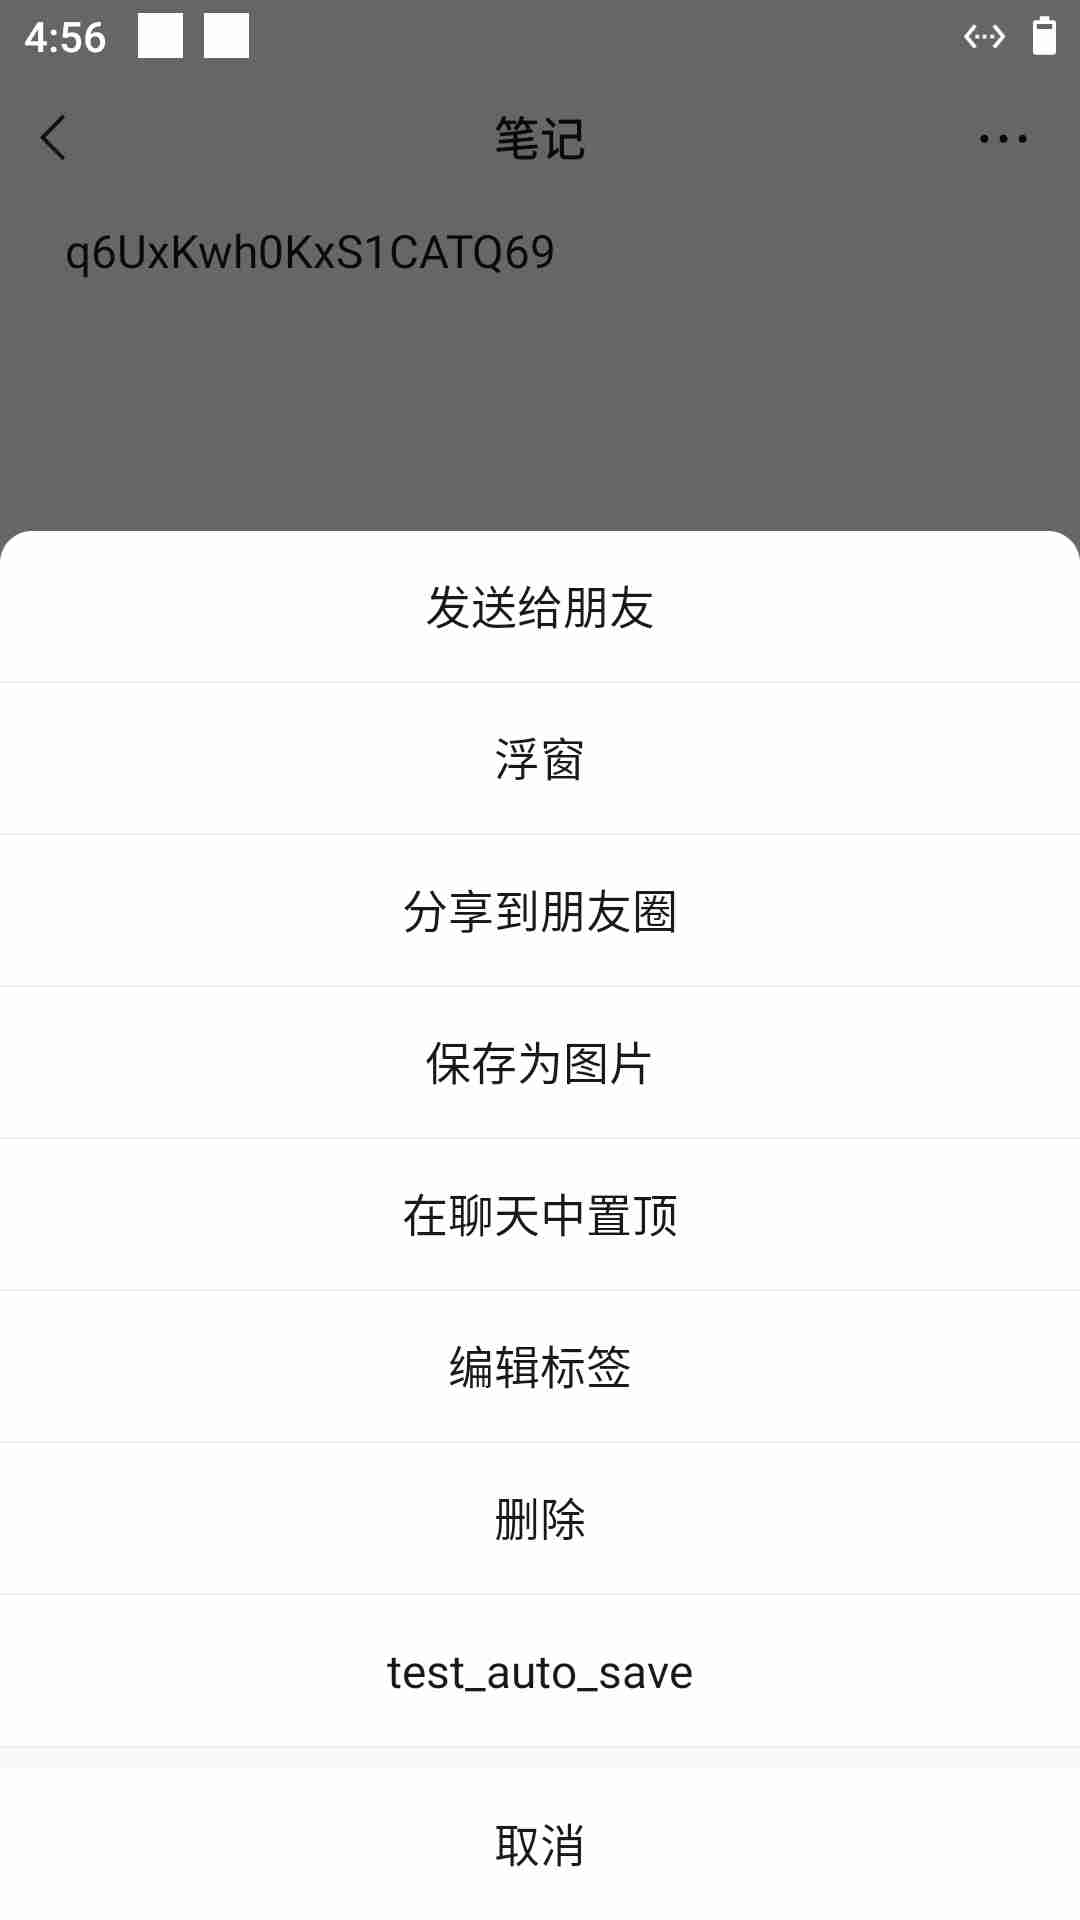 4:56
笔记
q6UxKwh0KxS1CATQ69
发送给朋友
浮窗
分享到朋友圈
保存为图片
在聊天中置顶
编辑标签
删除
test_auto_save
取消